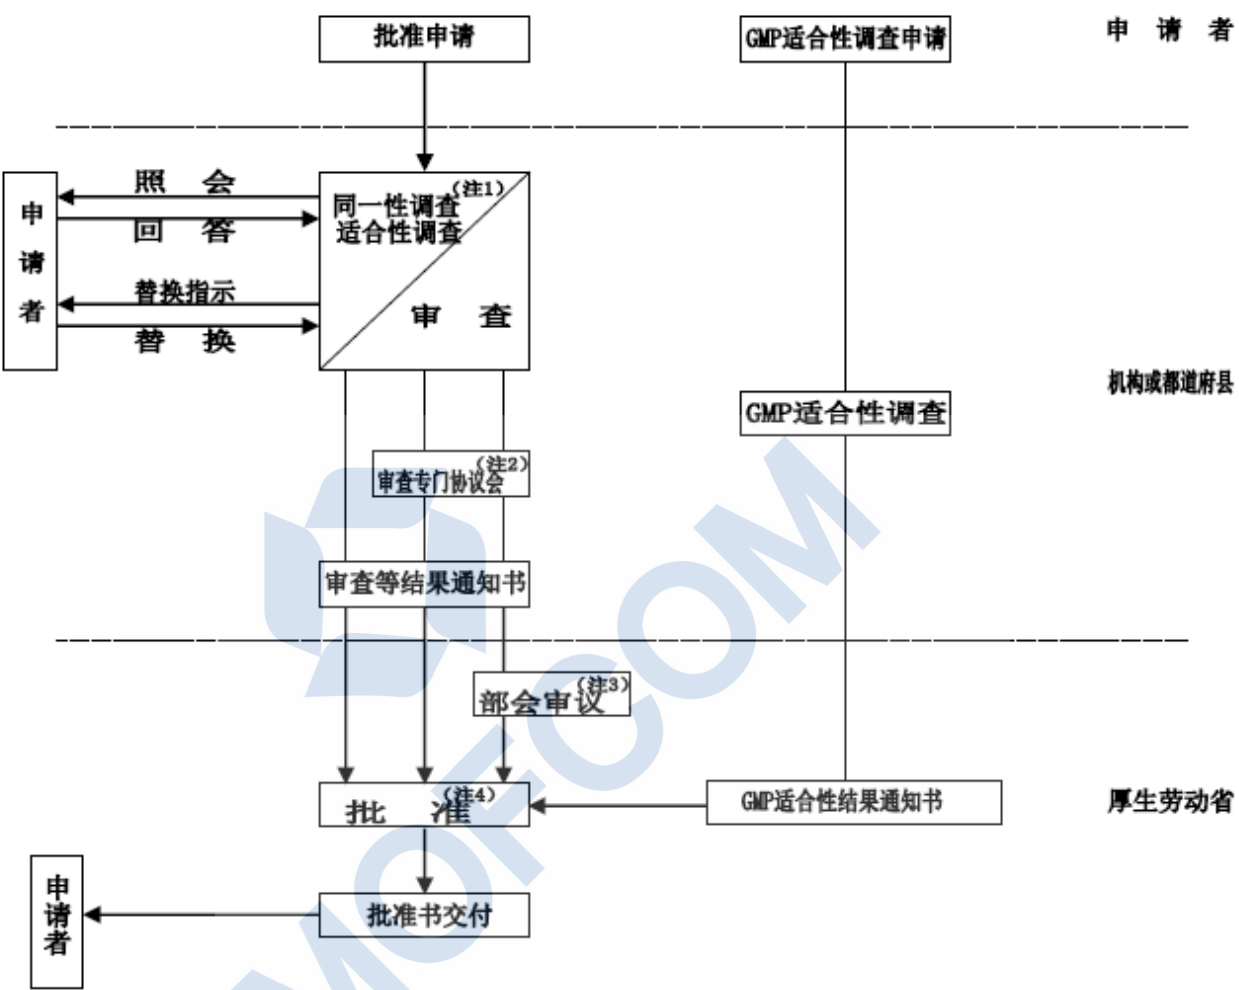 批准申请
GMP适合性调查申请
申 请 者
申请者
照 会
回 答
替换指示
替 换
同一性调查(注1)
适合性调查
审 查
机构或都道府县
GMP适合性调查
审查专门协议会(注2)
审查等结果通知书
部会审议(注3)
批 准(注4)
GMP适合性结果通知书
厚生劳动省
申请者
批准书交付
MOFCOM